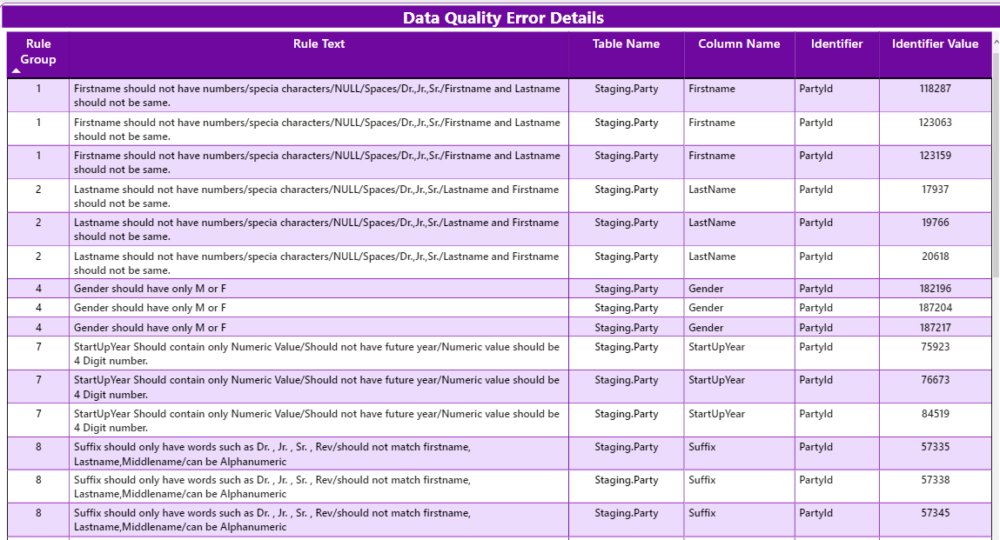 Data Quality Error Details
Rule Group Rule Text Table Name Column Name Identifier Identifier Value
1 Firstname should not have numbers/specia characters/NULL/Spaces/Dr.,Jr.,Sr./Firstname and Lastname Staging.Party Firstname PartyId 118287
should not be same.
1 Firstname should not have numbers/specia characters/NULL/Spaces/Dr.,Jr.,Sr./Firstname and Lastname Staging.Party Firstname PartyId 123063
should not be same.
1 Firstname should not have numbers/specia characters/NULL/Spaces/Dr.,Jr.,Sr./Firstname and Lastname Staging.Party Firstname PartyId 123159
should not be same.
2 Lastname should not have numbers/specia characters/NULL/Spaces/Dr.,Jr.,Sr./Lastname and Firstname Staging.Party LastName PartyId 17937
should not be same.
2 Lastname should not have numbers/specia characters/NULL/Spaces/Dr.,Jr.,Sr./Lastname and Firstname Staging.Party LastName PartyId 19766
should not be same.
2 Lastname should not have numbers/specia characters/NULL/Spaces/Dr.,Jr.,Sr./Lastname and Firstname Staging.Party LastName PartyId 20618
should not be same.
4 Gender should have only M or F Staging.Party Gender PartyId 182196
4 Gender should have only M or F Staging.Party Gender PartyId 187204
4 Gender should have only M or F Staging.Party Gender PartyId 187217
7 StartUpYear Should contain only Numeric Value/Should not have future year/Numeric value should be Staging.Party StartUpYear PartyId 75923
4 Digit number.
7 StartUpYear Should contain only Numeric Value/Should not have future year/Numeric value should be Staging.Party StartUpYear PartyId 76673
4 Digit number.
7 StartUpYear Should contain only Numeric Value/Should not have future year/Numeric value should be Staging.Party StartUpYear PartyId 84519
4 Digit number.
8 Suffix should only have words such as Dr. , Jr. , Sr. , Rev/should not match firstname, Staging.Party Suffix PartyId 57335
Lastname,Middlename/can be Alphanumeric
8 Suffix should only have words such as Dr. , Jr. , Sr. , Rev/should not match firstname, Staging.Party Suffix PartyId 57338
Lastname,Middlename/can be Alphanumeric
8 Suffix should only have words such as Dr. , Jr. , Sr. , Rev/should not match firstname, Staging.Party Suffix PartyId 57345
Lastname,Middlename/can be Alphanumeric